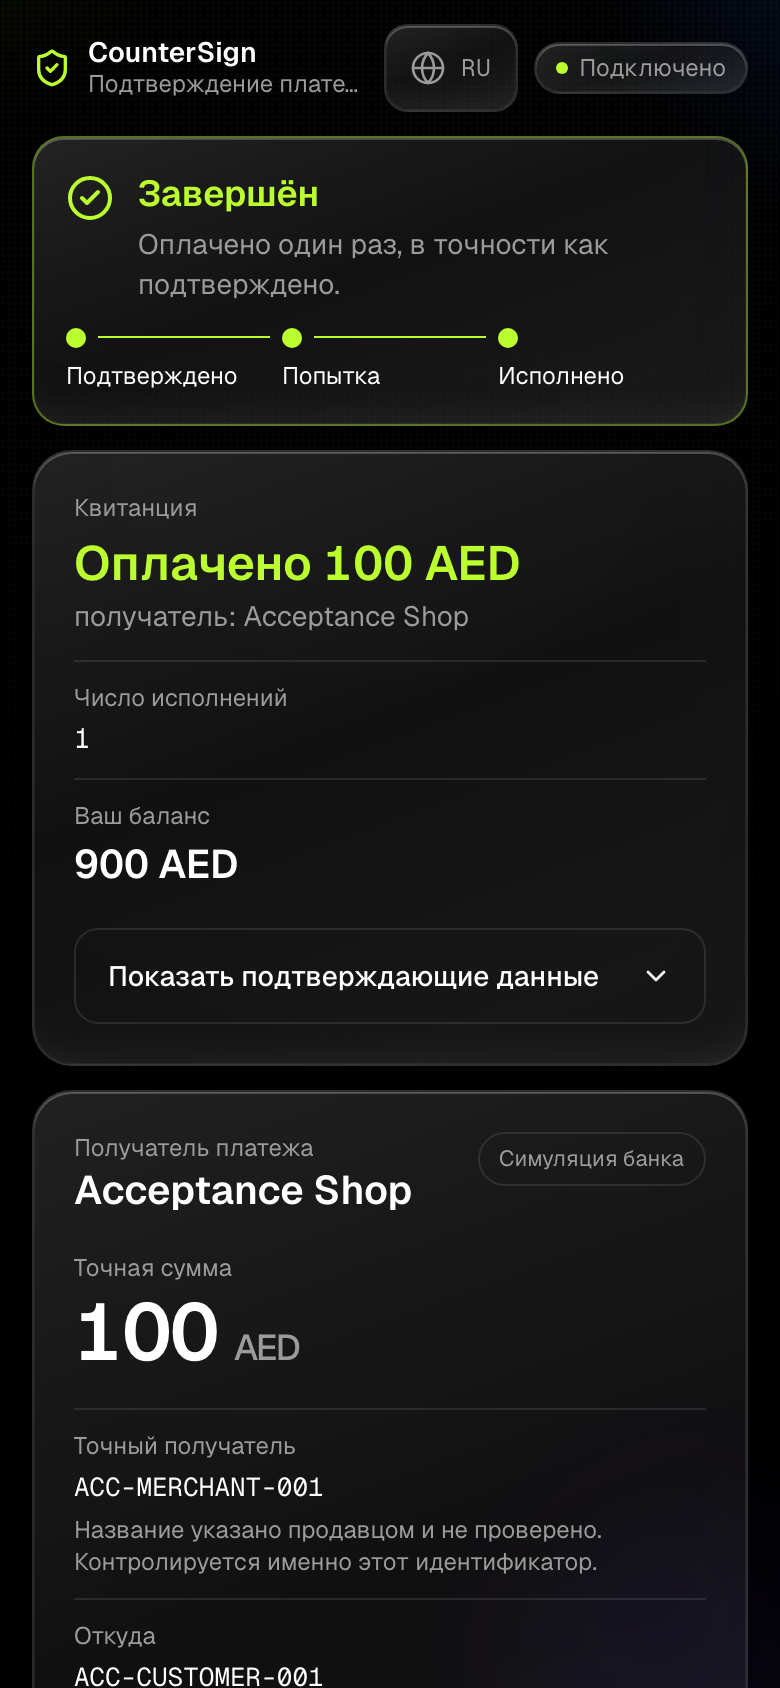 CounterSign
Подтверждение плате...
RU
Подключено
Завершён
Оплачено один раз, в точности как
подтверждено.
Подтверждено
Попытка
Исполнено
Квитанция
Оплачено 100 AED
получатель: Acceptance Shop
Число исполнений
1
Ваш баланс
900 AED
Показать подтверждающие данные
Получатель платежа
Симуляция банка
Acceptance Shop
Точная сумма
100 AED
Точный получатель
ACC-MERCHANT-001
Название указано продавцом и не проверено.
Контролируется именно этот идентификатор.
Откуда
ACC-CUSTOMER-001